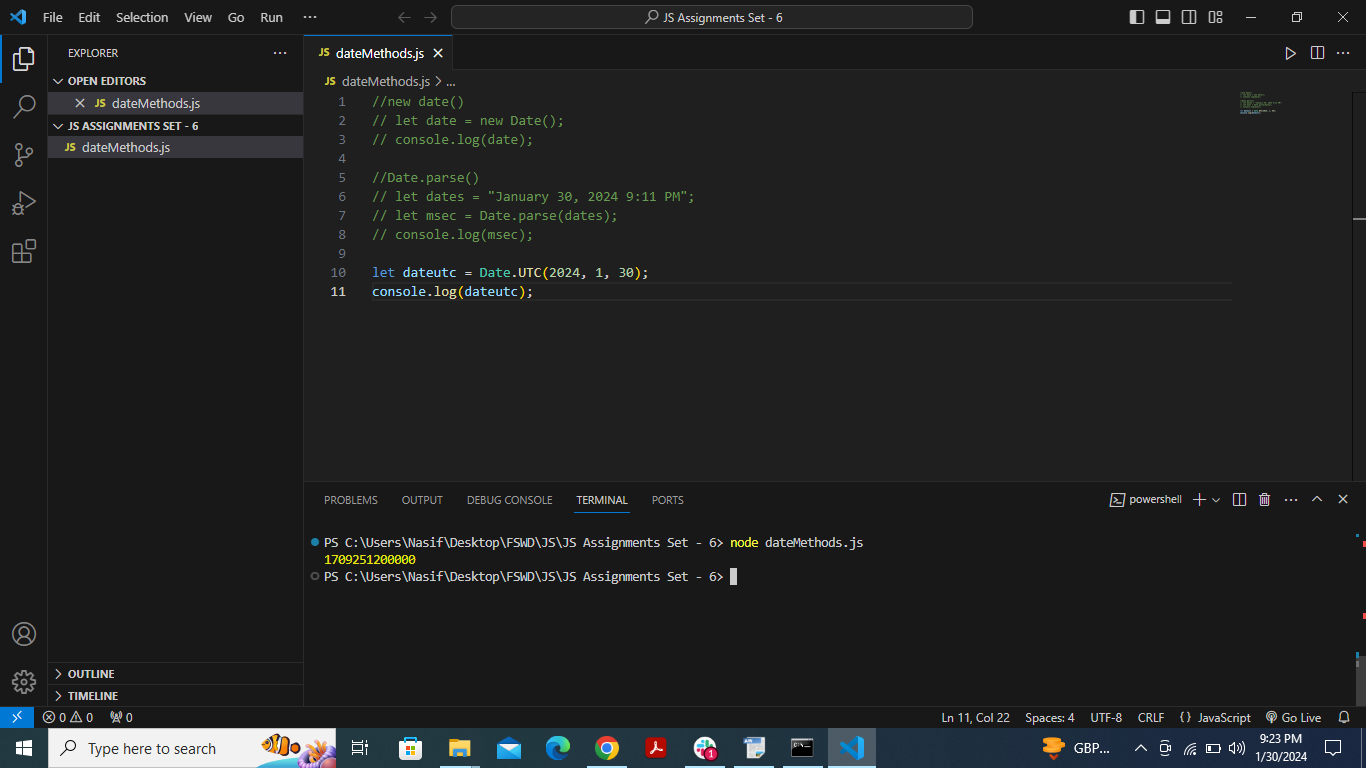 File Edit Selection View Go Run ··· JS Assignments Set - 6
EXPLORER ···
OPEN EDITORS
JS dateMethods.js
JS ASSIGNMENTS SET - 6
JS dateMethods.js
OUTLINE
TIMELINE
JS dateMethods.js
JS dateMethods.js > ...
1 //new date()
2 // let date = new Date();
3 // console.log(date);
4
5 //Date.parse()
6 // let dates = "January 30, 2024 9:11 PM";
7 // let msec = Date.parse(dates);
8 // console.log(msec);
9
10 let dateutc = Date.UTC(2024, 1, 30);
11 console.log(dateutc);
PROBLEMS OUTPUT DEBUG CONSOLE TERMINAL PORTS powershell
PS C:\Users\Nasif\Desktop\FSWD\JS\JS Assignments Set - 6> node dateMethods.js
1709251200000
PS C:\Users\Nasif\Desktop\FSWD\JS\JS Assignments Set - 6>
0 0 0 Ln 11, Col 22 Spaces: 4 UTF-8 CRLF {} JavaScript Go Live
Type here to search 1 GBP... 9:23 PM
1/30/2024